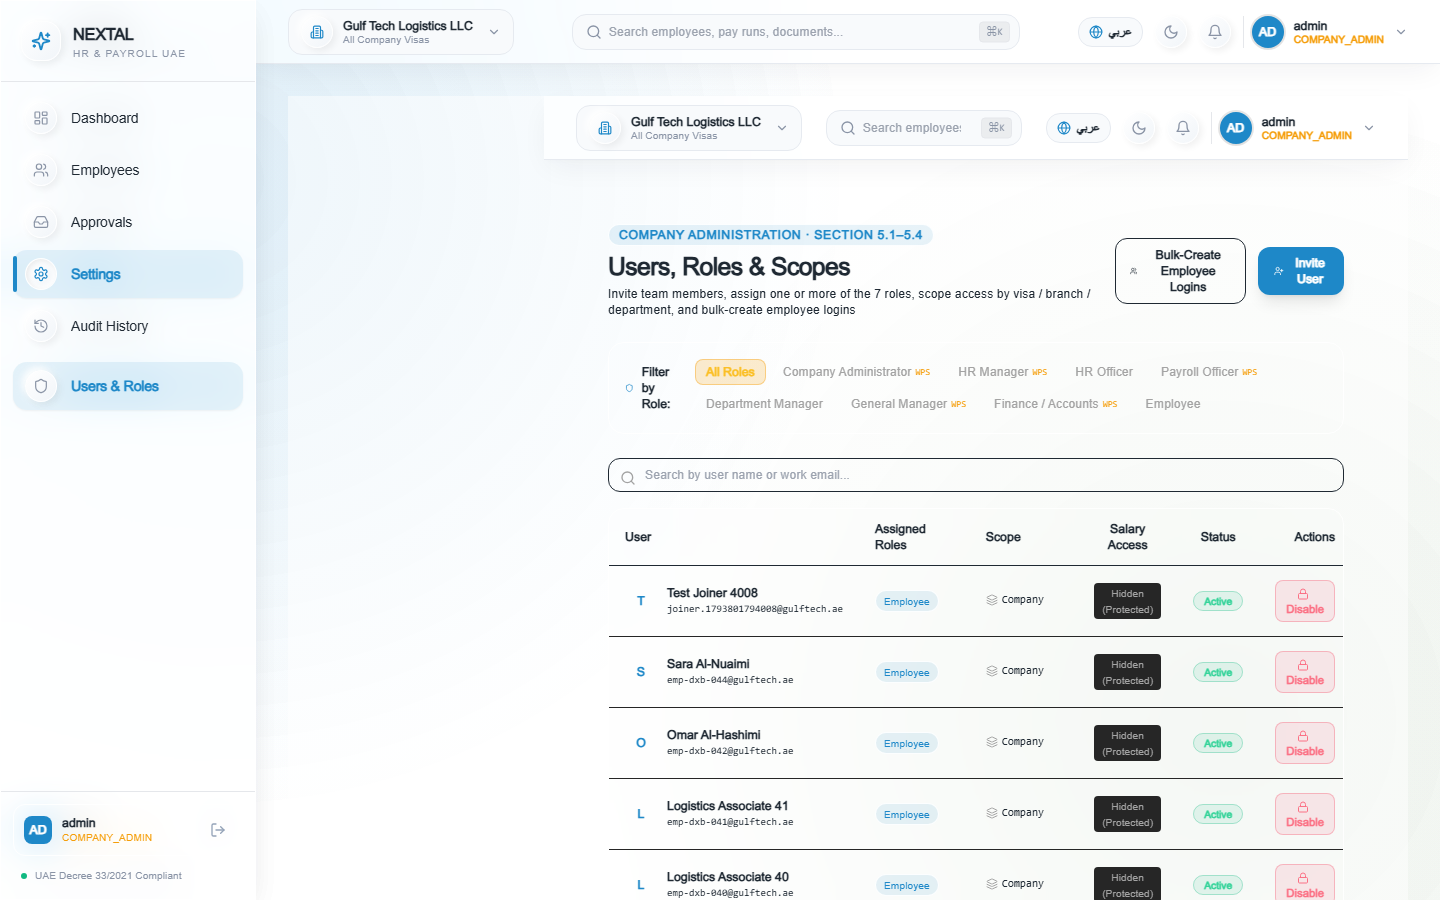 NEXTAL
HR & PAYROLL UAE
Dashboard
Employees
Approvals
Settings
Audit History
Users & Roles
AD
admin
COMPANY_ADMIN
UAE Decree 33/2021 Compliant
Gulf Tech Logistics LLC
All Company Visas
Search employees, pay runs, documents...
⌘K
عربي
AD
admin
COMPANY_ADMIN
Gulf Tech Logistics LLC
All Company Visas
Search employees
⌘K
عربي
AD
admin
COMPANY_ADMIN
COMPANY ADMINISTRATION · SECTION 5.1–5.4
Users, Roles & Scopes
Invite team members, assign one or more of the 7 roles, scope access by visa / branch /
department, and bulk-create employee logins
Bulk-Create
Employee
Logins
Invite
User
Filter
by
Role:
All Roles
Company Administrator WPS
HR Manager WPS
HR Officer
Payroll Officer WPS
Department Manager
General Manager WPS
Finance / Accounts WPS
Employee
Search by user name or work email...
User
Assigned
Roles
Scope
Salary
Access
Status
Actions
T
Test Joiner 4008
joiner.1793801794008@gulftech.ae
Employee
Company
Hidden
(Protected)
Active
Disable
S
Sara Al-Nuaimi
emp-dxb-044@gulftech.ae
Employee
Company
Hidden
(Protected)
Active
Disable
O
Omar Al-Hashimi
emp-dxb-042@gulftech.ae
Employee
Company
Hidden
(Protected)
Active
Disable
L
Logistics Associate 41
emp-dxb-041@gulftech.ae
Employee
Company
Hidden
(Protected)
Active
Disable
L
Logistics Associate 40
emp-dxb-040@gulftech.ae
Employee
Company
Hidden
(Protected)
Active
Disable